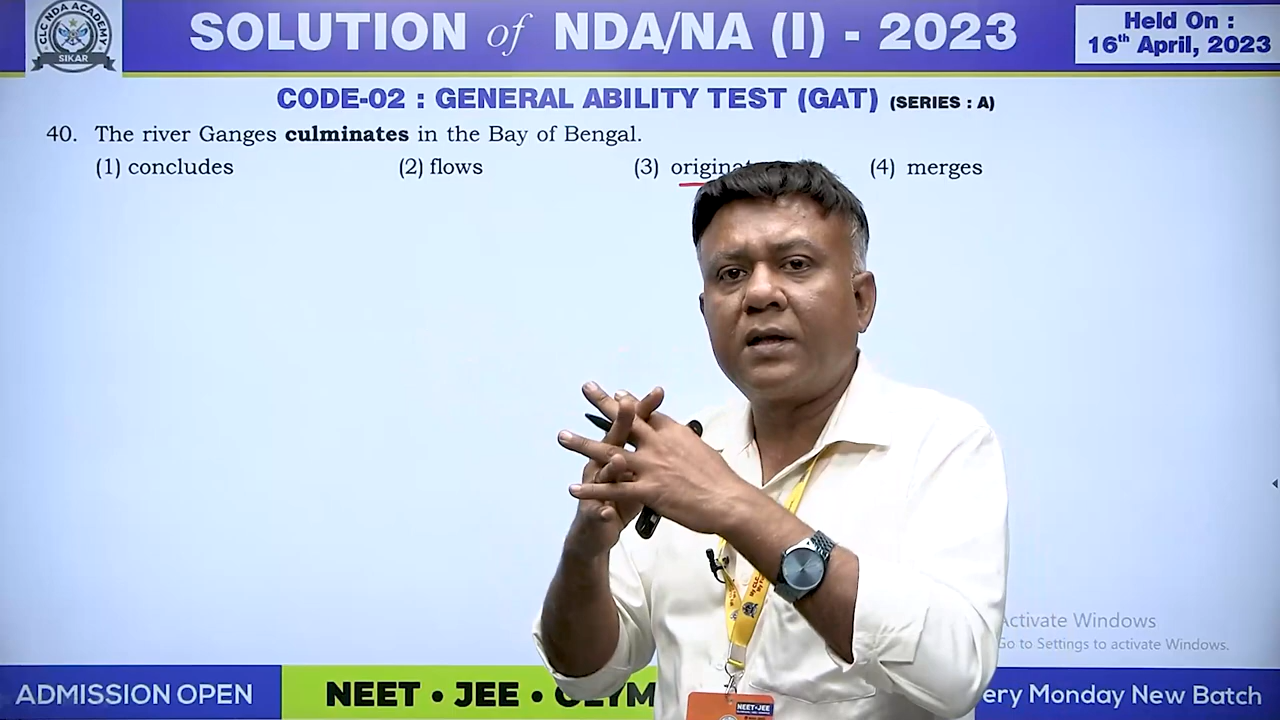 CLC NDA ACADEMY
SIKAR
SOLUTION of NDA/NA (I) - 2023
Held On :
16th April, 2023
CODE-02 : GENERAL ABILITY TEST (GAT) (SERIES : A)
40. The river Ganges culminates in the Bay of Bengal.
(1) concludes (2) flows (3) (4) merges
Activate Windows
Go to Settings to activate Windows.
NEET•JEE
ADMISSION OPEN
NEET • JEE •
Monday New Batch